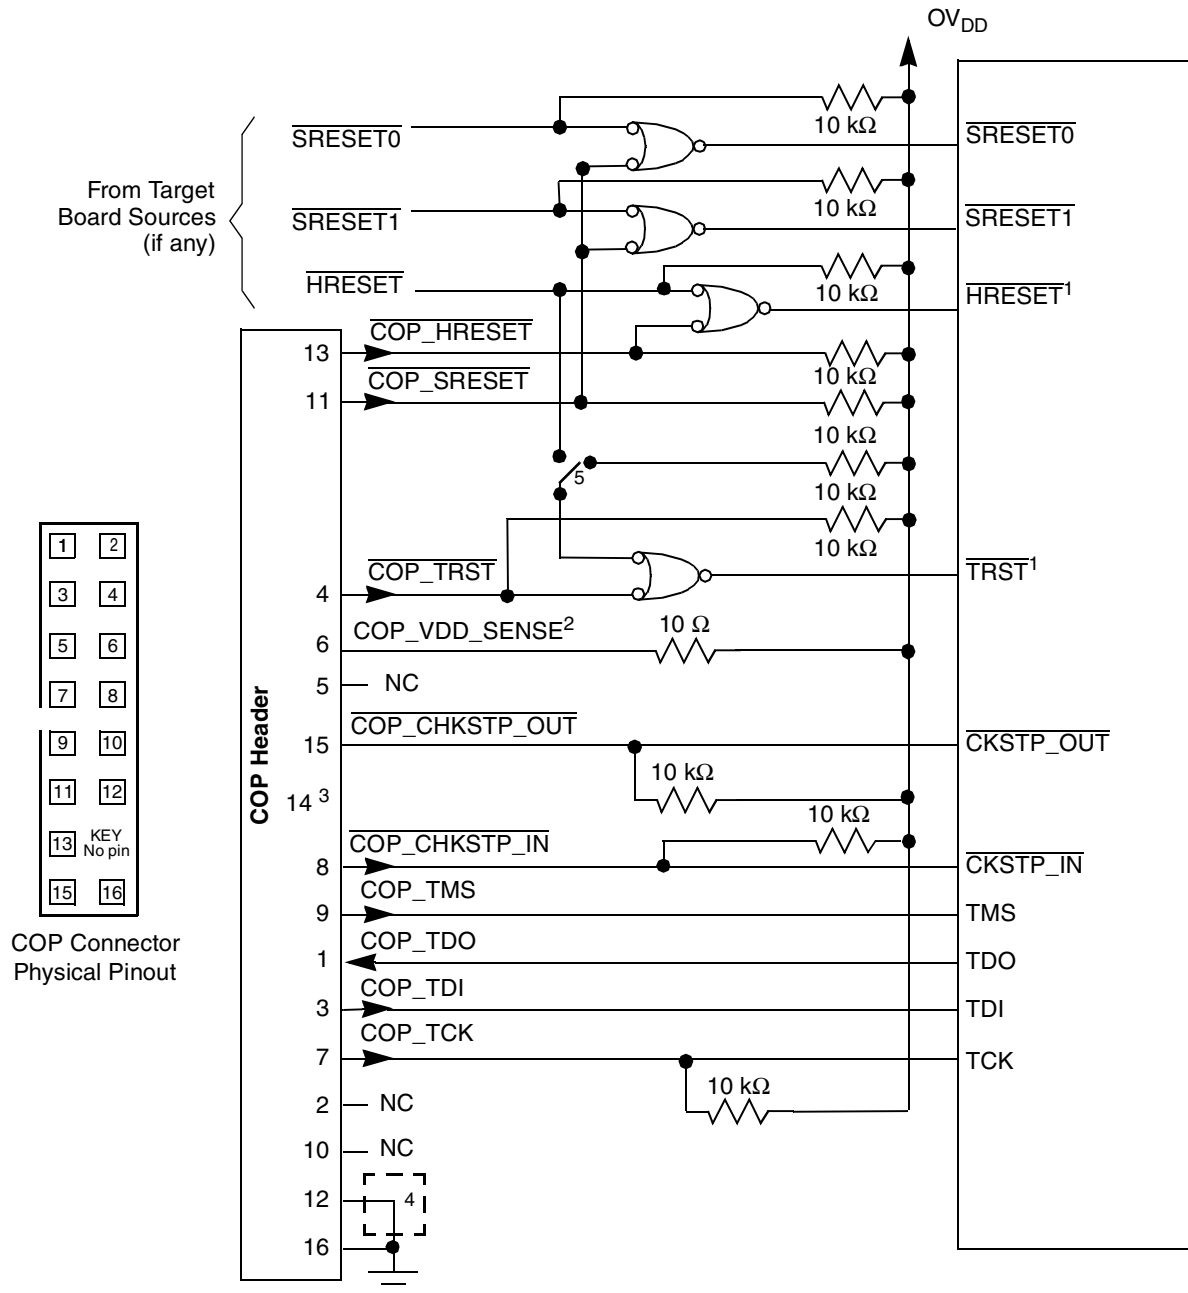 OVDD
10 kΩ
SRESET0
SRESET0
10 kΩ
From Target
Board Sources
(if any)
SRESET1
SRESET1
HRESET
10 kΩ
HRESET1
COP_HRESET
13
10 kΩ
COP_SRESET
11
10 kΩ
5
10 kΩ
10 kΩ
COP_TRST
4
TRST1
COP_VDD_SENSE2
10 Ω
6
5
NC
COP_CHKSTP_OUT
15
CKSTP_OUT
10 kΩ
14 3
10 kΩ
COP_CHKSTP_IN
8
CKSTP_IN
COP_TMS
9
TMS
COP_TDO
1
TDO
COP_TDI
3
TDI
COP_TCK
7
TCK
10 kΩ
2
NC
10
NC
12
4
16
COP Header
1 2
3 4
5 6
7 8
9 10
11 12
13 KEY
No pin
15 16
COP Connector
Physical Pinout